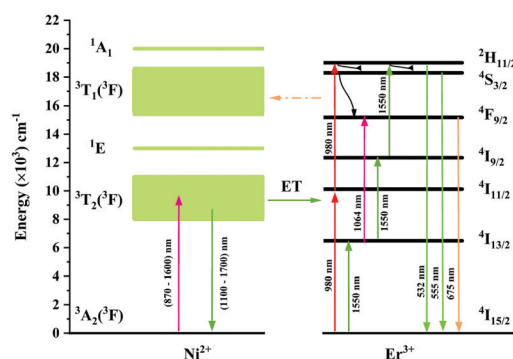 Energy (×10³) cm⁻¹
22
20
18
16
14
12
10
8
6
4
2
0
¹A₁
³T₁(³F)
¹E
³T₂(³F)
³A₂(³F)
(870 - 1600) nm
(1100 - 1700) nm
ET
980 nm
980 nm
1550 nm
1064 nm
1550 nm
1550 nm
532 nm
555 nm
675 nm
²H₁₁/₂
⁴S₃/₂
⁴F₉/₂
⁴I₉/₂
⁴I₁₁/₂
⁴I₁₃/₂
⁴I₁₅/₂
Ni²⁺
Er³⁺